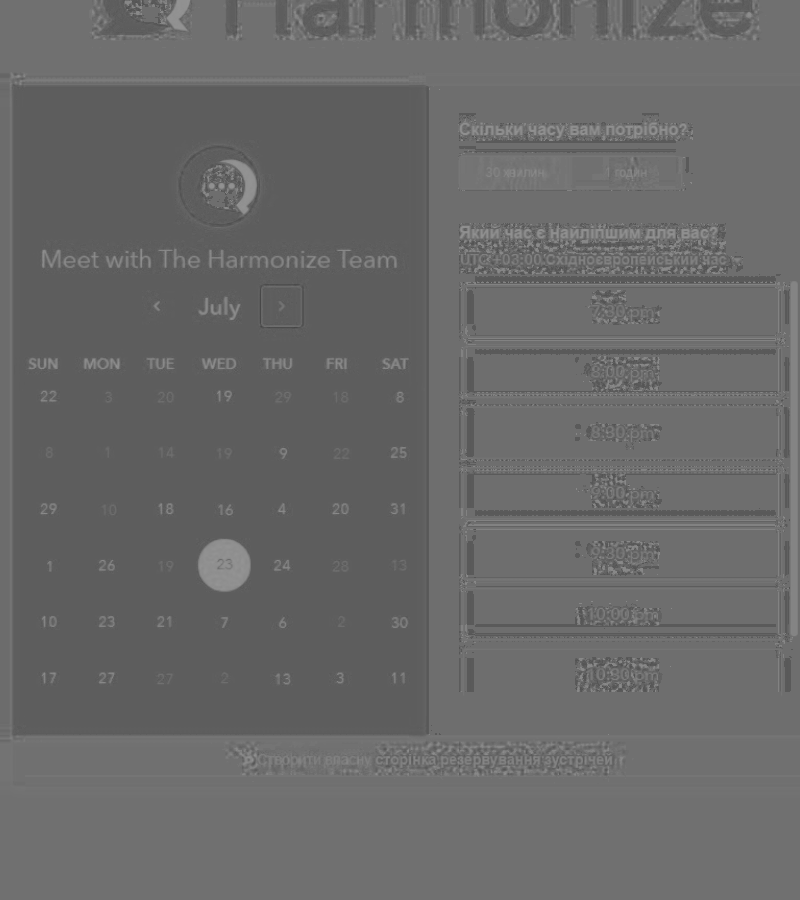 Harmonize
Meet with The Harmonize Team
July
SUN MON TUE WED THU FRI SAT
22 3 20 19 29 18 8
8 1 14 19 9 22 25
29 10 18 16 4 20 31
1 26 19 23 24 28 13
10 23 21 7 6 2 30
17 27 27 2 13 3 11
Скільки часу вам потрібно?
30 хвилин 1 годин
Який час є найліпшим для вас?
UTC +03:00 Східноєвропейський час
7:30 pm
8:00 pm
8:30 pm
9:00 pm
9:30 pm
10:00 pm
10:30 pm
Створити власну сторінка резервування зустрічей